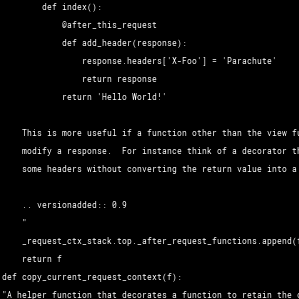 def index():
@after_this_request
def add_header(response):
response.headers['X-Foo'] = 'Parachute'
return response
return 'Hello World!'
This is more useful if a function other than the view
modify a response.  For instance think of a decorator
some headers without converting the return value into a
.. versionadded:: 0.9
"
_request_ctx_stack.top._after_request_functions.append(
return f
def copy_current_request_context(f):
"A helper function that decorates a function to retain the